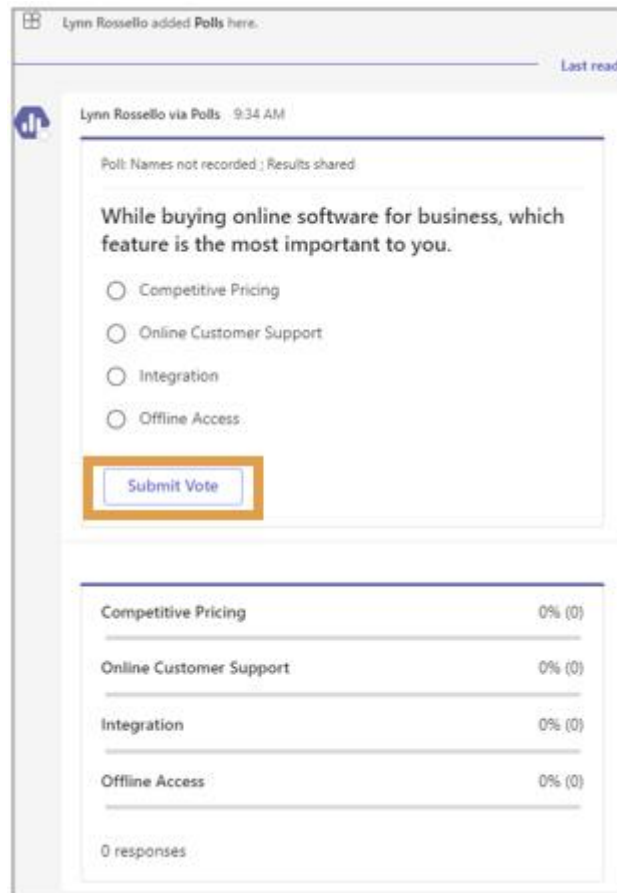 Lynn Rossello added Polls here.
Last read
Lynn Rossello via Polls 9:34 AM
Poll: Names not recorded ; Results shared
While buying online software for business, which
feature is the most important to you.
Competitive Pricing
Online Customer Support
Integration
Offline Access
Submit Vote
Competitive Pricing 0% (0)
Online Customer Support 0% (0)
Integration 0% (0)
Offline Access 0% (0)
0 responses